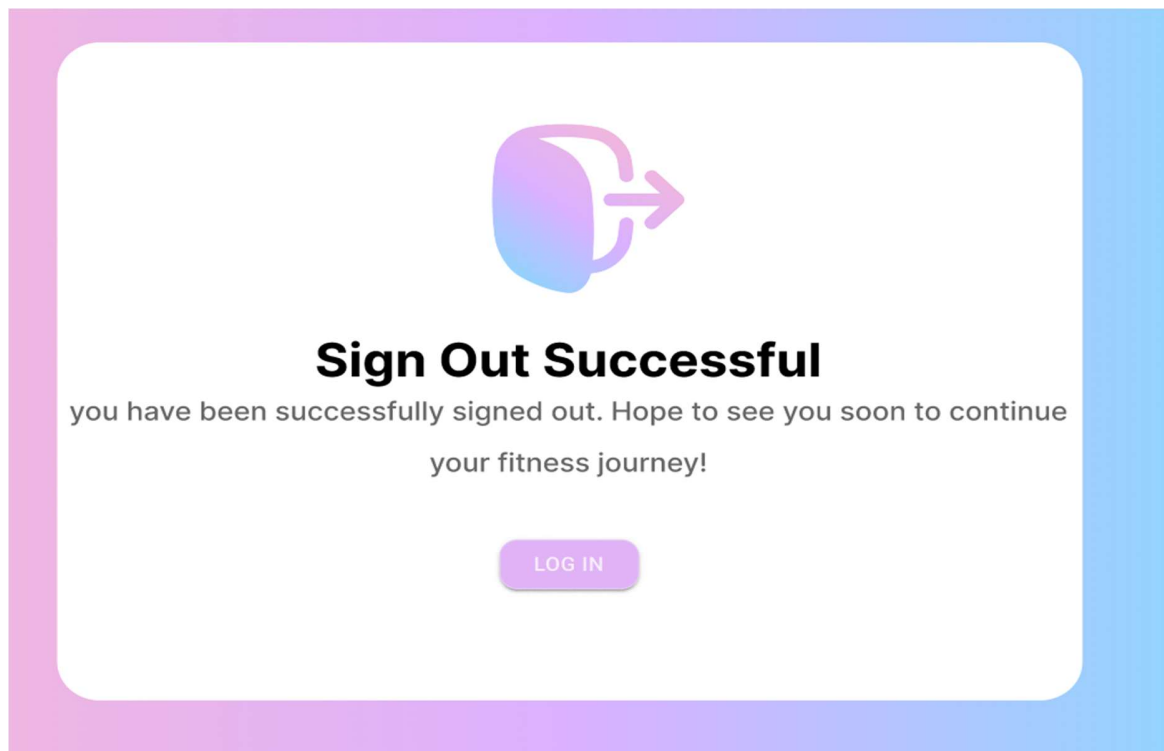 Sign Out Successful
you have been successfully signed out. Hope to see you soon to continue
your fitness journey!
LOG IN